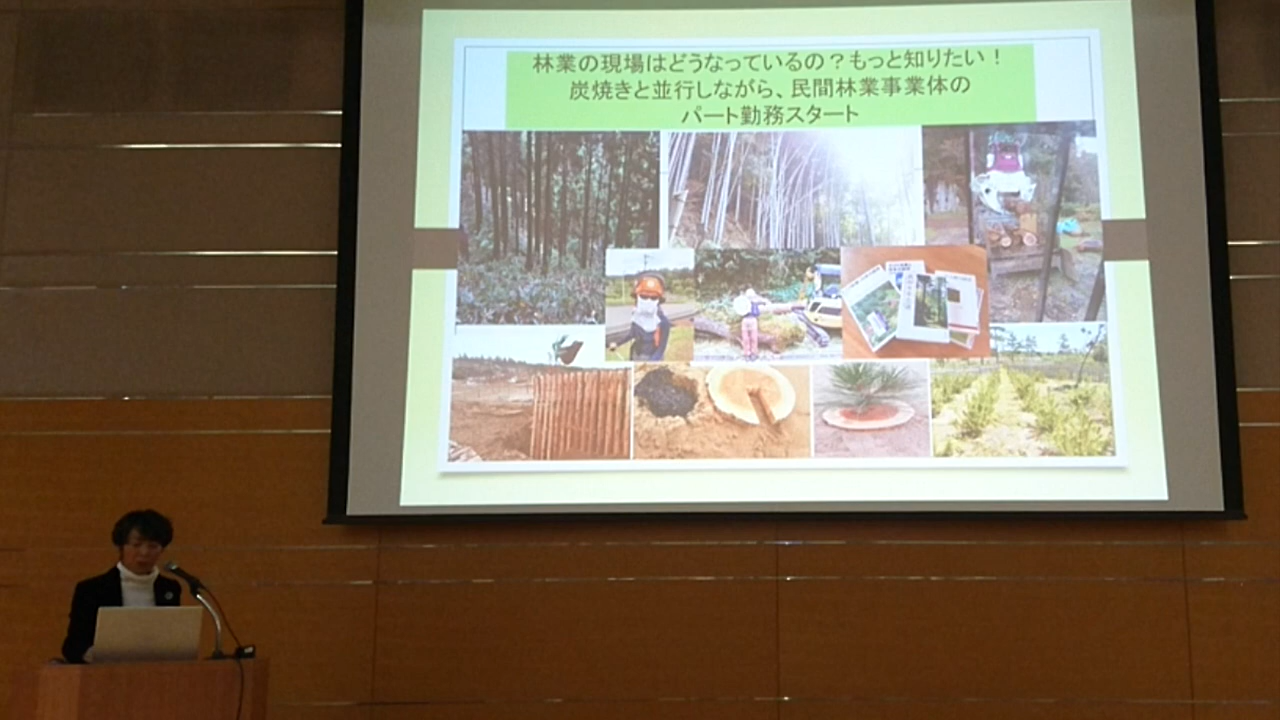 林業の現場はどうなっているの？もっと知りたい！
炭焼きと並行しながら、民間林業事業体の
パート勤務スタート